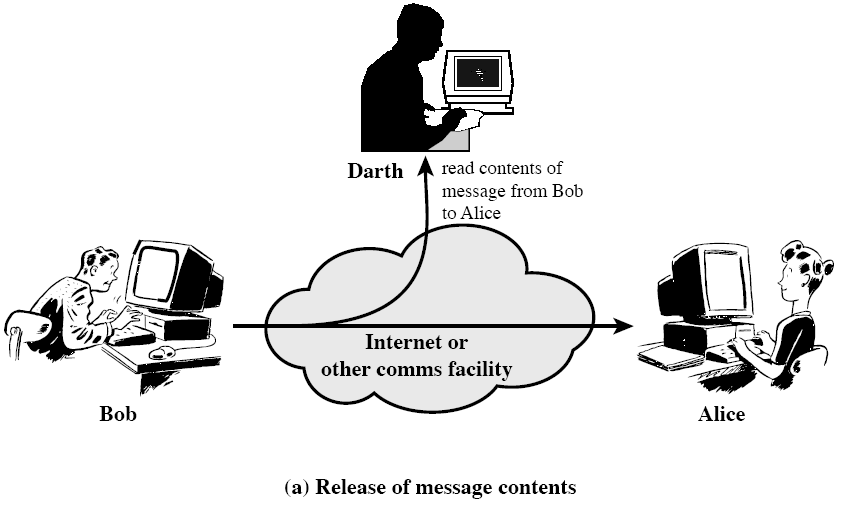 Darth
read contents of
message from Bob
to Alice
Internet or
other comms facility
Bob
Alice
(a) Release of message contents